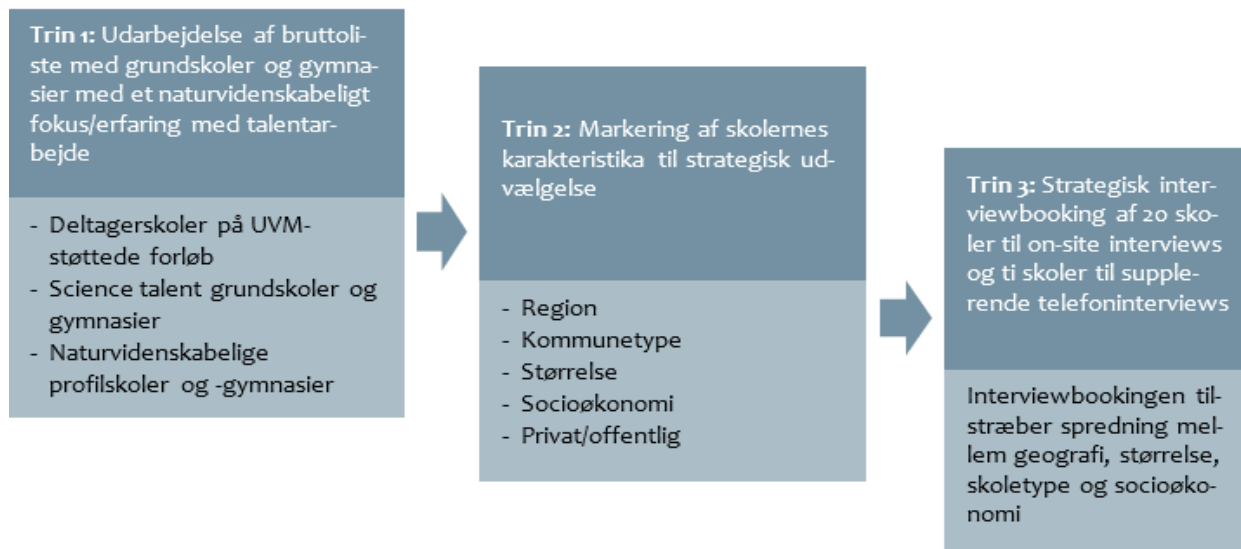 Trin 1: Udarbejdelse af bruttoli-
ste med grundskoler og gymna-
sier med et naturvidenskabeligt
fokus/erfaring med talentar-
bejde
- Deltagerskoler på UVM-
støttede forløb
- Science talent grundskoler og
gymnasier
- Naturvidenskabelige
profilskoler og -gymnasier
Trin 2: Markering af skolernes
karakteristika til strategisk ud-
vælgelse
- Region
- Kommunetype
- Størrelse
- Socioøkonomi
- Privat/offentlig
Trin 3: Strategisk inter-
viewbooking af 20 sko-
ler til on-site interviews
og ti skoler til supple-
rende telefoninterviews
Interviewbookingen til-
stræber spredning mel-
lem geografi, størrelse,
skoletype og socioøko-
nomi